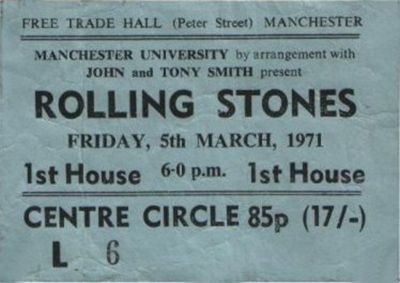 FREE TRADE HALL (Peter Street) MANCHESTER
MANCHESTER UNIVERSITY by arrangement with
JOHN and TONY SMITH present
ROLLING STONES
FRIDAY, 5th MARCH, 1971
1st House 6-0 p.m. 1st House
CENTRE CIRCLE 85p (17/-)
L 6